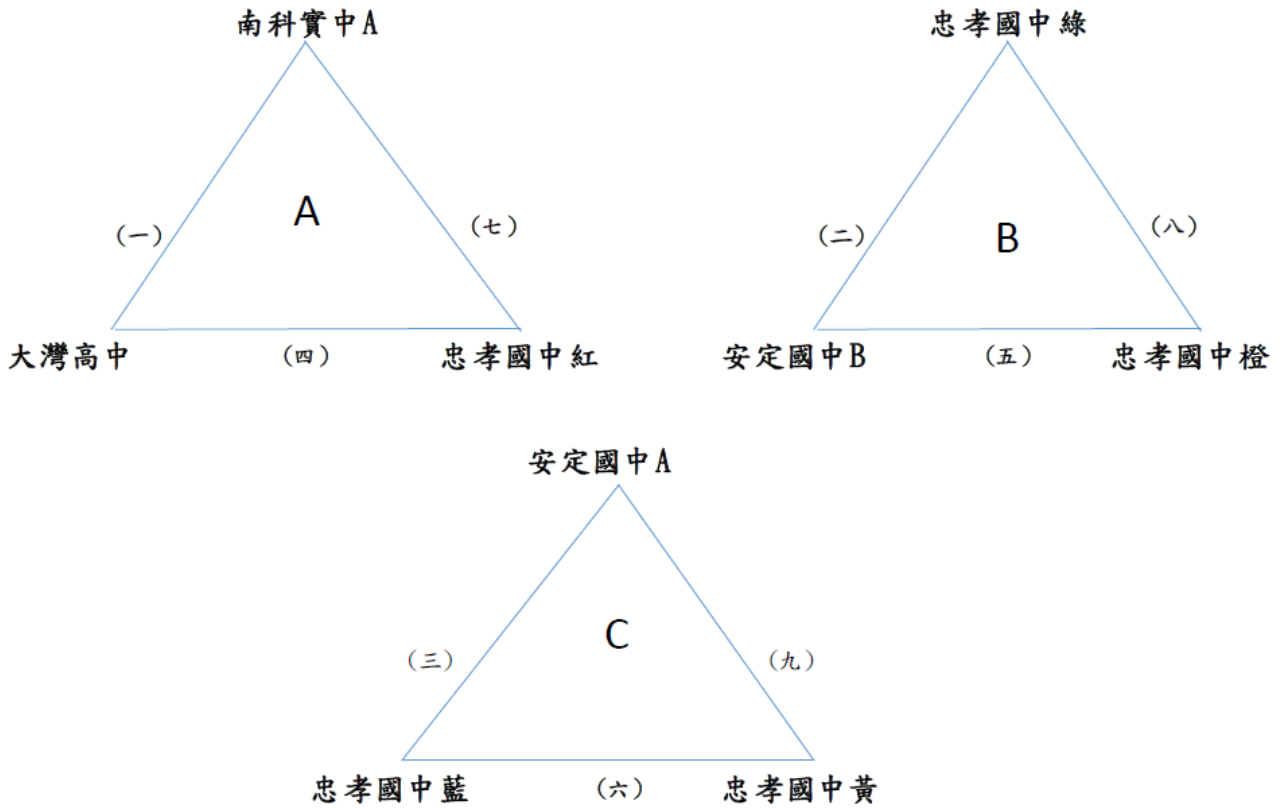 南科實中A
忠孝國中綠
A
B
(一)
(七)
(二)
(八)
大灣高中
(四)
忠孝國中紅
安定國中B
(五)
忠孝國中橙
安定國中A
C
(三)
(九)
忠孝國中藍
(六)
忠孝國中黃